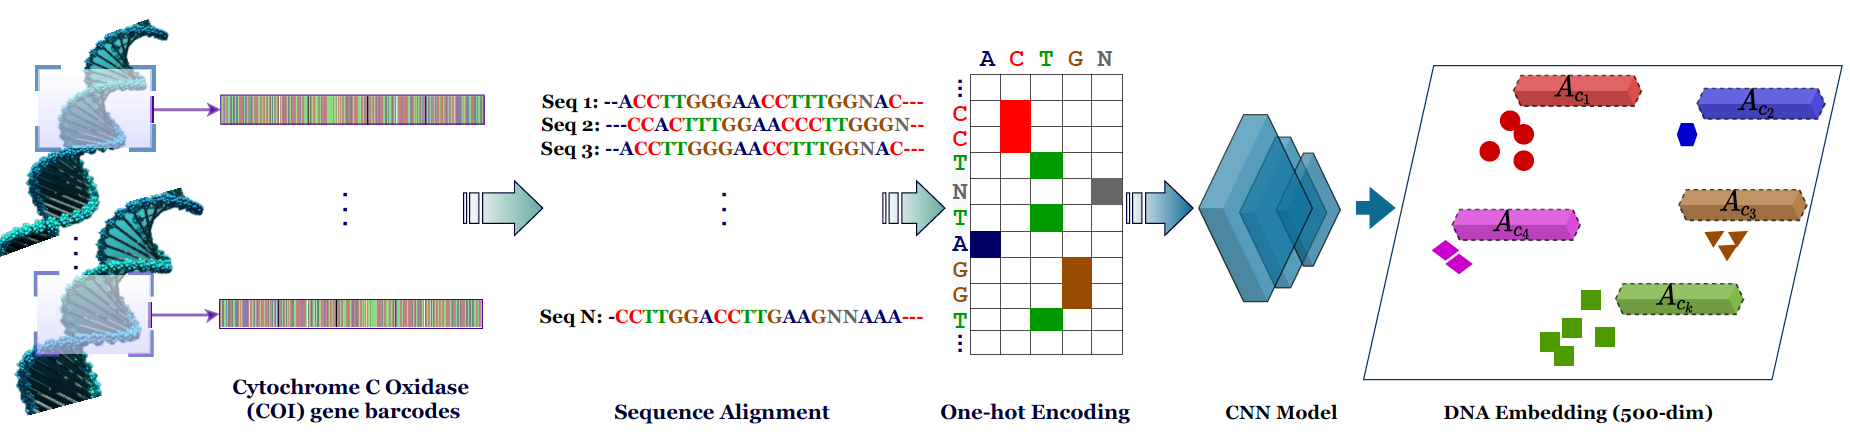 Seq 1: --ACCTTGGGAACCTTTGGNAC---
Seq 2: ---CCACTTTGGAACCCTTGGGN--
Seq 3: --ACCTTGGGAACCTTTGGNAC---
Seq N: -CCTTGGACCTTGAAGNNAAA---
A C T G N
C
C
T
N
T
A
G
G
T
A_{c_1}
A_{c_2}
A_{c_3}
A_{c_4}
A_{c_k}
Cytochrome C Oxidase
(COI) gene barcodes
Sequence Alignment
One-hot Encoding
CNN Model
DNA Embedding (500-dim)